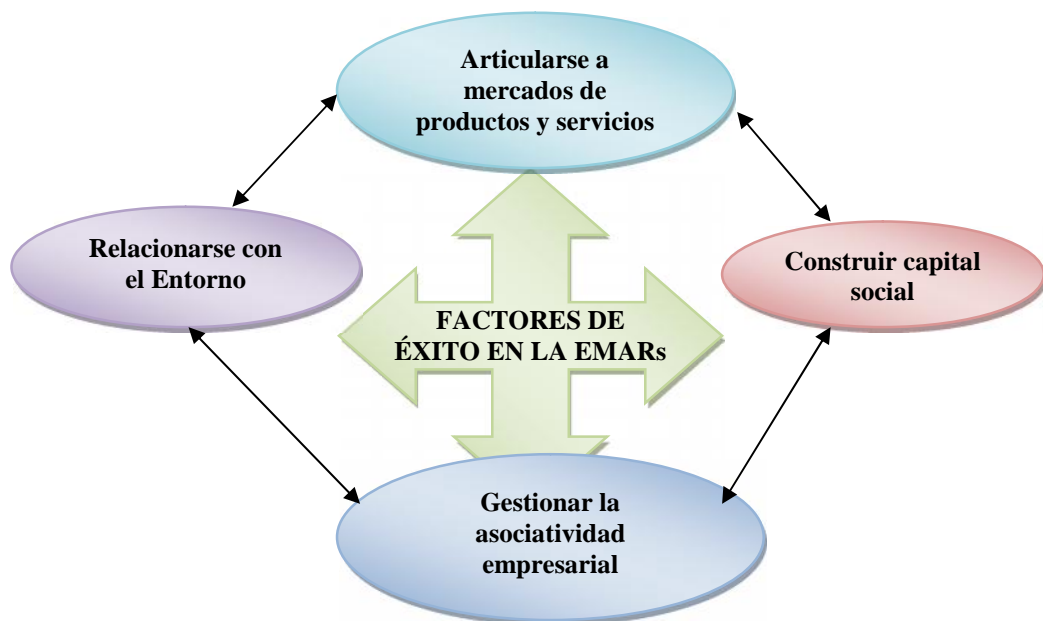 Articularse a
mercados de
productos y servicios
Relacionarse con
el Entorno
Construir capital
social
FACTORES DE
ÉXITO EN LA EMARs
Gestionar la
asociatividad
empresarial